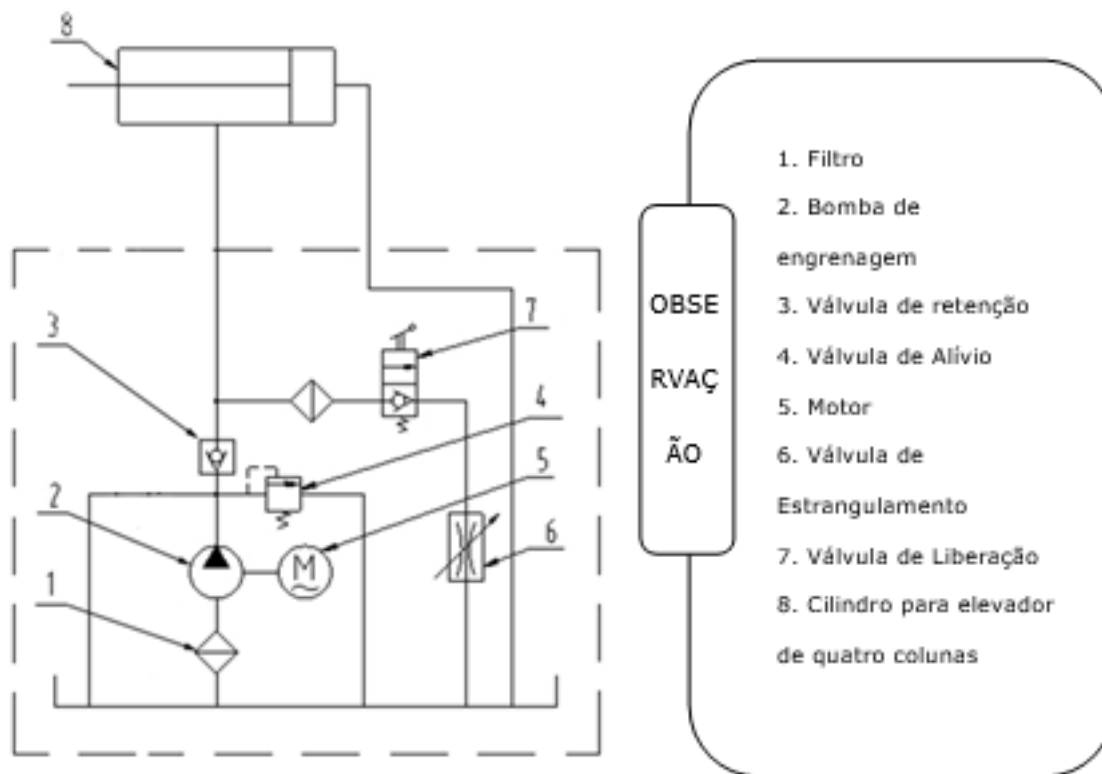 8
7
3
4
2
5
6
1
M
OBSE
RVAÇ
ÃO
1. Filtro
2. Bomba de
engrenagem
3. Válvula de retenção
4. Válvula de Alívio
5. Motor
6. Válvula de
Estrangulamento
7. Válvula de Liberação
8. Cilindro para elevador
de quatro colunas